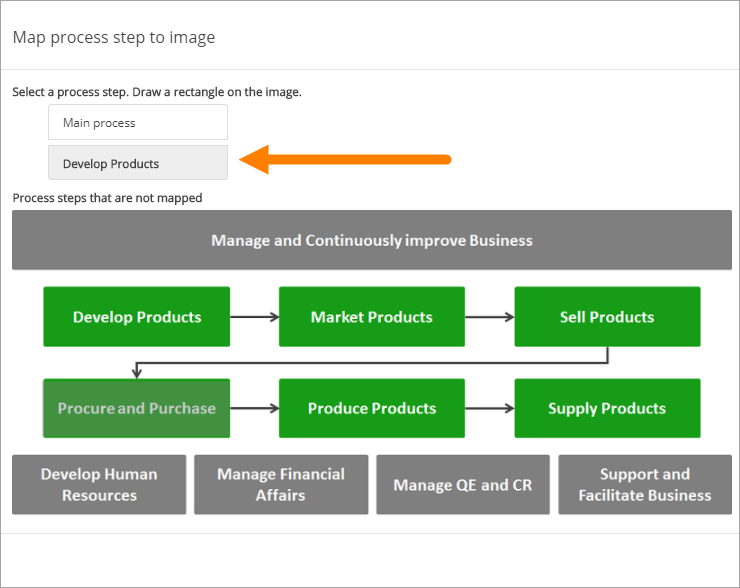 Map process step to image
Select a process step. Draw a rectangle on the image.
Main process
Develop Products
Process steps that are not mapped
Manage and Continuously improve Business
Develop Products
Market Products
Sell Products
Procure and Purchase
Produce Products
Supply Products
Develop Human
Resources
Manage Financial
Affairs
Manage QE and CR
Support and
Facilitate Business